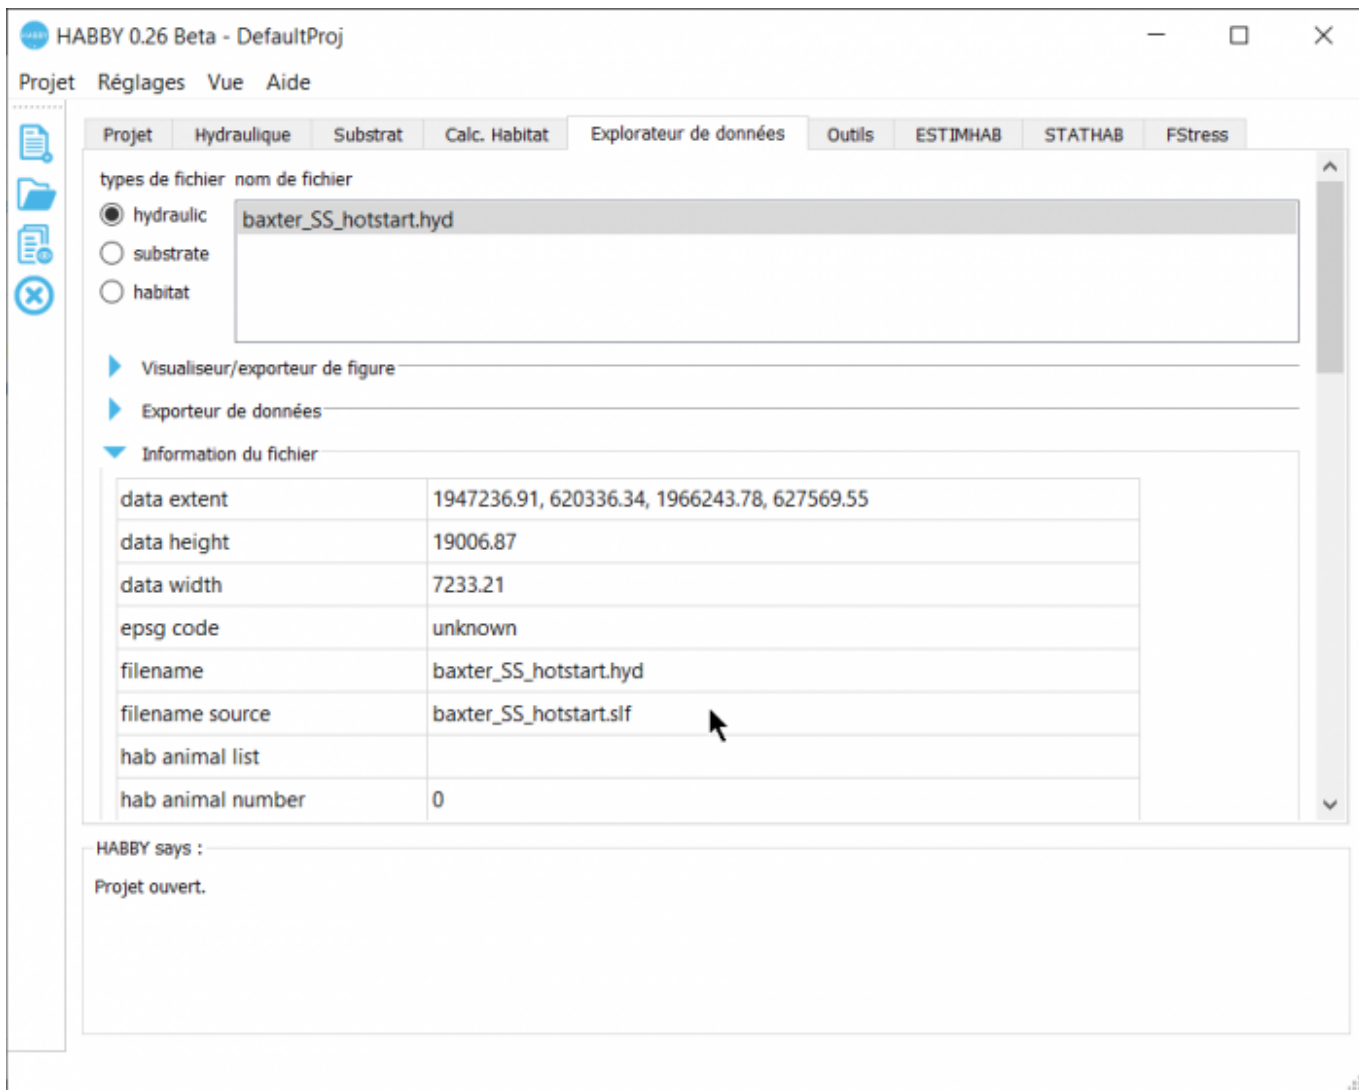 HABBY 0.26 Beta - DefaultProj
Projet Réglages Vue Aide
Projet Hydraulique Substrat Calc. Habitat Explorateur de données Outils ESTIMHAB STATHAB FStress
types de fichier nom de fichier
hydraulic baxter_SS_hotstart.hyd
substrate
habitat
Visualiseur/exporteur de figure
Exporteur de données
Information du fichier
data extent 1947236.91, 620336.34, 1966243.78, 627569.55
data height 19006.87
data width 7233.21
epsg code unknown
filename baxter_SS_hotstart.hyd
filename source baxter_SS_hotstart.slf
hab animal list
hab animal number 0
HABBY says :
Projet ouvert.